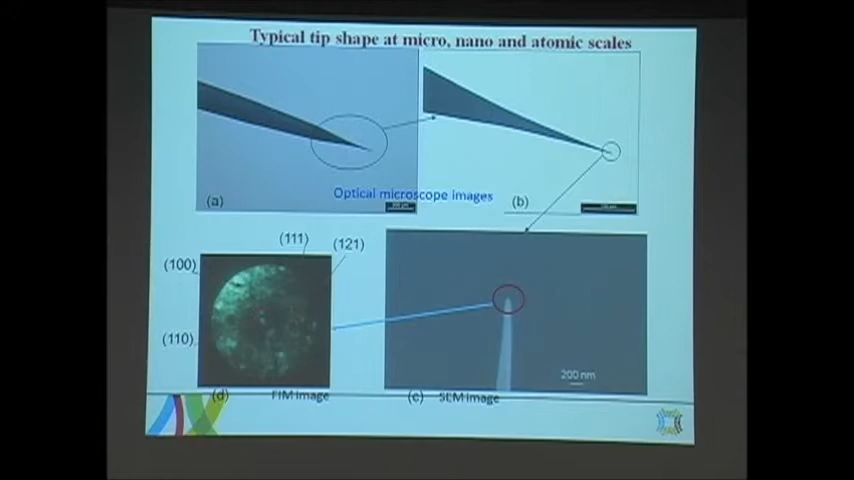 Typical tip shape at micro, nano and atomic scales
(a)
Optical microscope images
(b)
(111)
(121)
(100)
(110)
200 nm
(d)
FIM image
(c)
SEM image